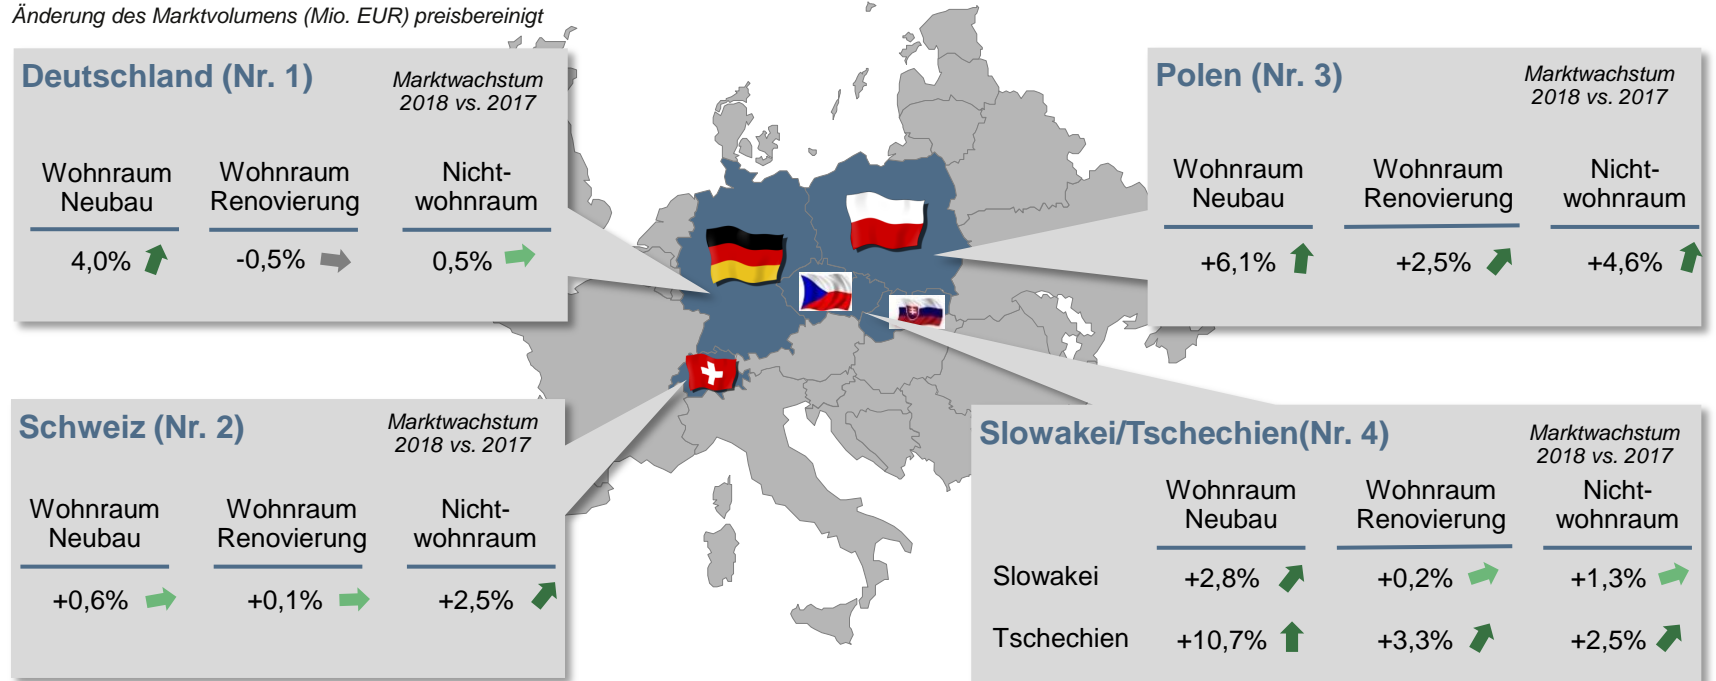 Änderung des Marktvolumens (Mio. EUR) preisbereinigt
Deutschland (Nr. 1)
Marktwachstum
2018 vs. 2017
Wohnraum Neubau
Wohnraum Renovierung
Nicht-wohnraum
4,0%
-0,5%
0,5%
Polen (Nr. 3)
Marktwachstum
2018 vs. 2017
Wohnraum Neubau
Wohnraum Renovierung
Nicht-wohnraum
+6,1%
+2,5%
+4,6%
Schweiz (Nr. 2)
Marktwachstum
2018 vs. 2017
Wohnraum Neubau
Wohnraum Renovierung
Nicht-wohnraum
+0,6%
+0,1%
+2,5%
Slowakei/Tschechien(Nr. 4)
Marktwachstum
2018 vs. 2017
Wohnraum Neubau
Wohnraum Renovierung
Nicht-wohnraum
Slowakei +2,8% +0,2% +1,3%
Tschechien +10,7% +3,3% +2,5%